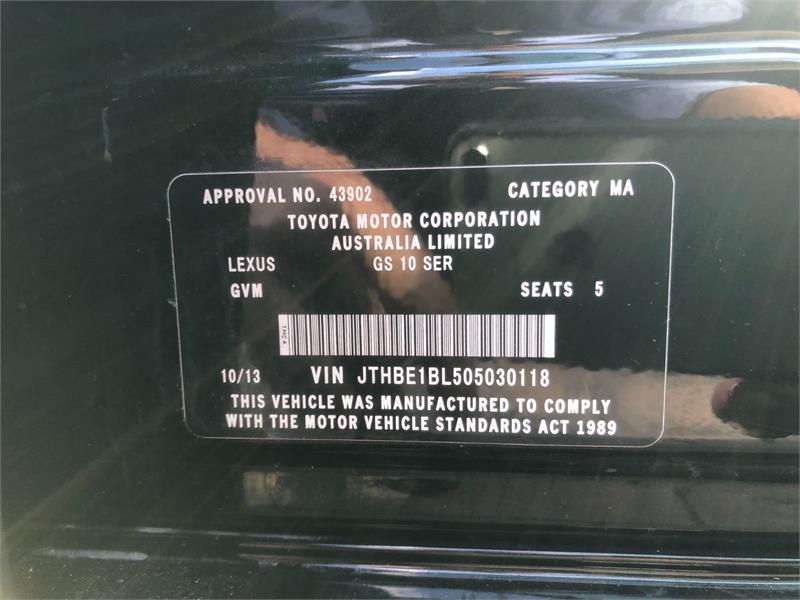 APPROVAL NO. 43902 CATEGORY MA
TOYOTA MOTOR CORPORATION
AUSTRALIA LIMITED
LEXUS GS 10 SER
GVM SEATS 5
TMCA
10/13 VIN JTHBE1BL505030118
THIS VEHICLE WAS MANUFACTURED TO COMPLY
WITH THE MOTOR VEHICLE STANDARDS ACT 1989